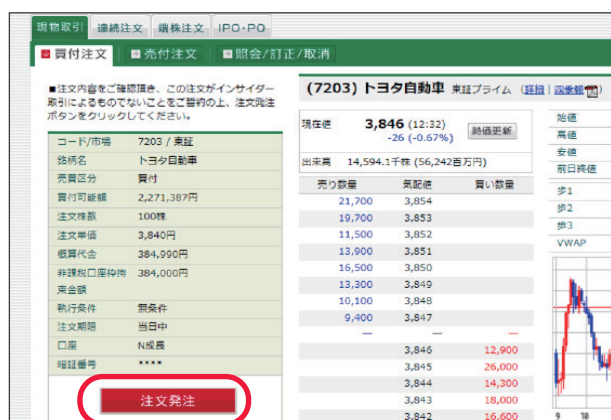 現物取引 連続注文 端株注文 IPO・PO
買付注文 売付注文 照会/訂正/取消
■注文内容をご確認頂き、この注文がインサイダー
取引によるものでないことをご誓約の上、注文発注
ボタンをクリックしてください。
コード/市場 7203 / 東証
銘柄名 トヨタ自動車
売買区分 買付
買付可能額 2,271,387円
注文株数 100株
注文単価 3,840円
概算代金 384,990円
非課税口座枠拘 384,000円
束金額
執行条件 無条件
注文期限 当日中
口座 N成長
暗証番号 ****
注文発注
(7203) トヨタ自動車 東証プライム (詳細 | 四季報)
現在値 3,846 (12:32) 時価更新
-26 (-0.67%)
出来高 14,594.1千株 (56,242百万円)
売り数量 気配値 買い数量
21,700 3,854
19,700 3,853
11,500 3,852
13,900 3,851
16,500 3,850
13,300 3,849
10,100 3,848
9,400 3,847
— — —
3,846 12,900
3,845 26,000
3,844 14,300
3,843 18,000
3,842 16,600
始値
高値
安値
前日終値
歩1
歩2
歩3
VWAP
9 10